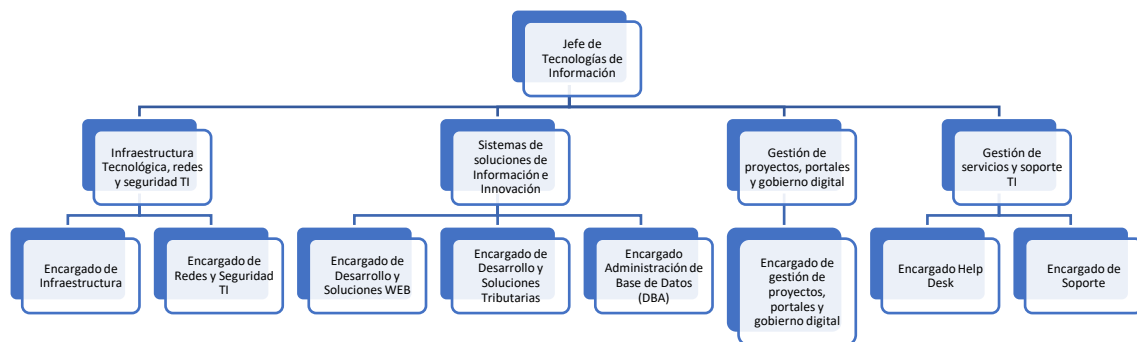 Jefe de
Tecnologías de
Información
Infraestructura
Tecnológica, redes
y seguridad TI
Sistemas de
soluciones de
Información e
Innovación
Gestión de
proyectos, portales
y gobierno digital
Gestión de
servicios y soporte
TI
Encargado de
Infraestructura
Encargado de
Redes y Seguridad
TI
Encargado de
Desarrollo y
Soluciones WEB
Encargado de
Desarrollo y
Soluciones
Tributarias
Encargado
Administración de
Base de Datos
(DBA)
Encargado de
gestión de
proyectos,
portales y
gobierno digital
Encargado Help
Desk
Encargado de
Soporte